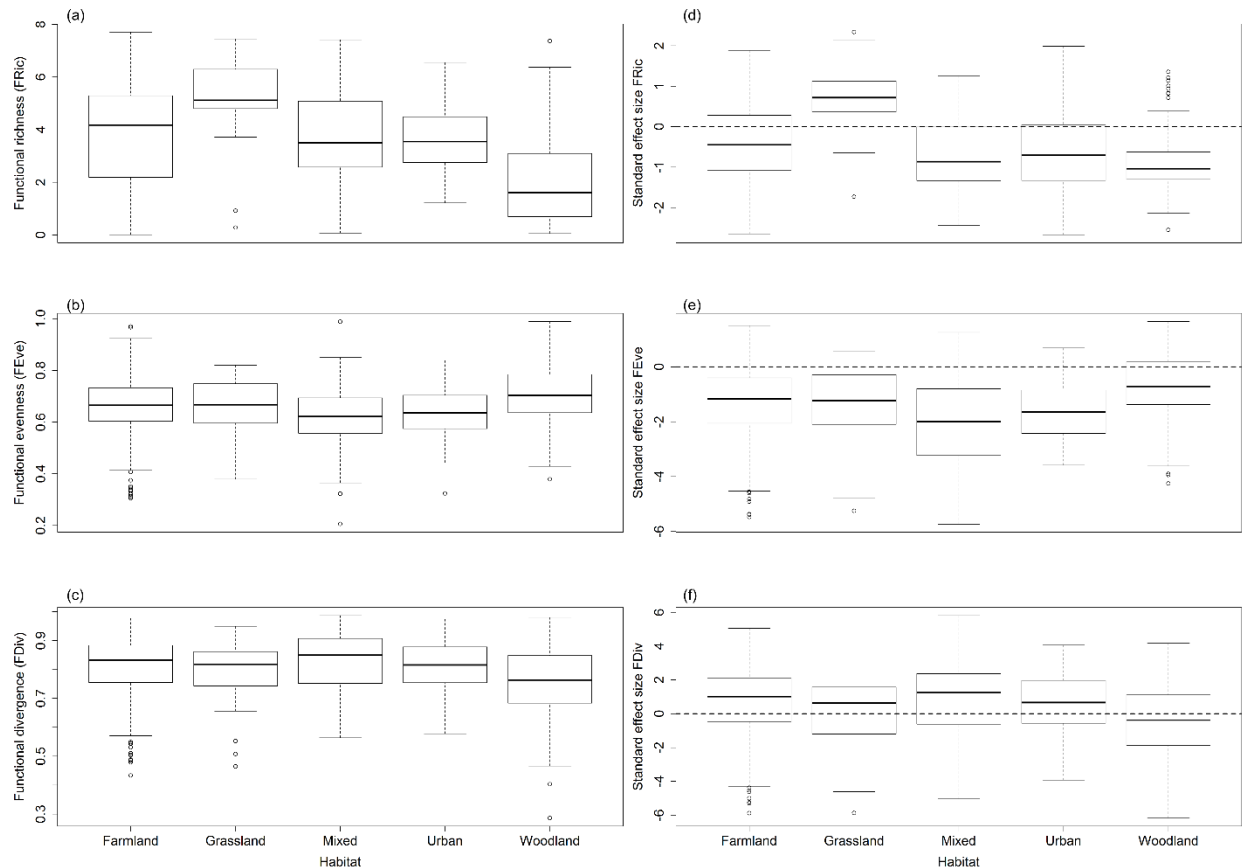 (a)
Functional richness (FRic)
8
6
4
2
0
(d)
Standard effect size FRic
2
1
0
-1
-2
(b)
Functional evenness (FEve)
1.0
0.8
0.6
0.4
0.2
(e)
Standard effect size FEve
0
-2
-4
-6
(c)
Functional divergence (FDiv)
0.9
0.7
0.5
0.3
Farmland Grassland Mixed Urban Woodland
Habitat
(f)
Standard effect size FDiv
6
4
2
0
-2
-4
-6
Farmland Grassland Mixed Urban Woodland
Habitat